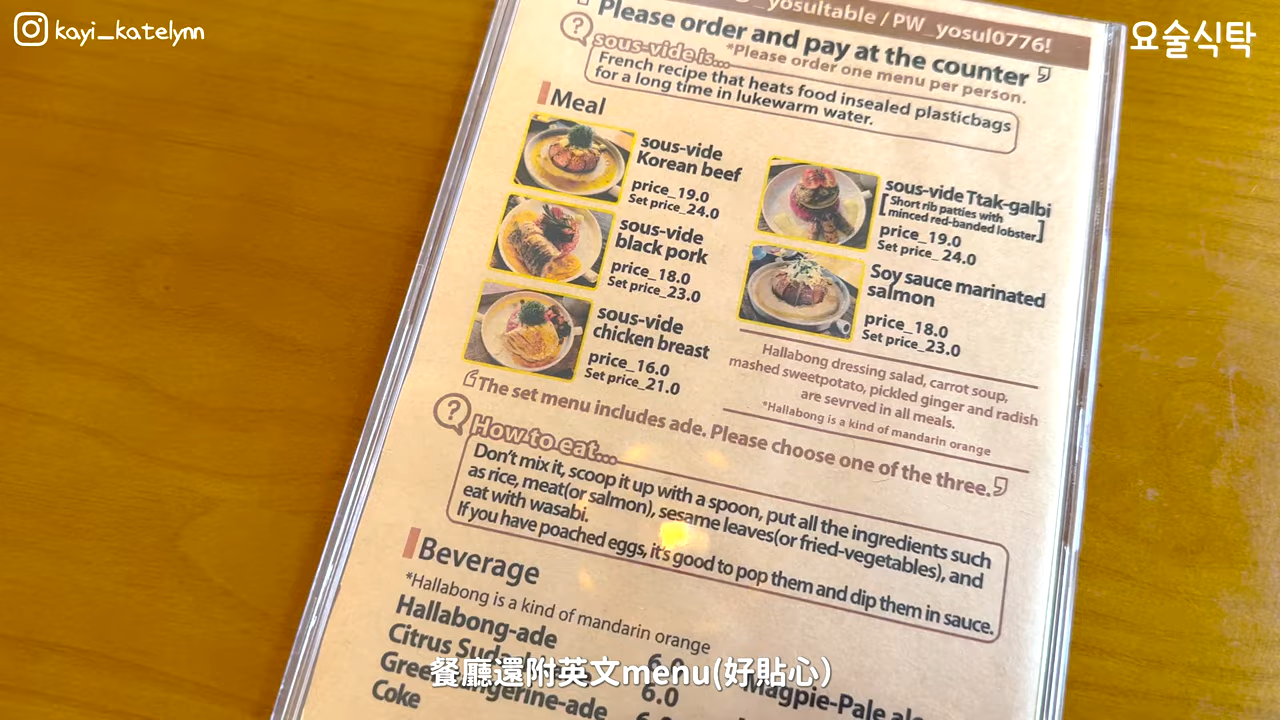 kayi_katelynn
요술식탁
_yosultable / PW_yosul0776!
Please order and pay at the counter
*Please order one menu per person.
sous-vide is...
French recipe that heats food insealed plasticbags
for a long time in lukewarm water.
Meal
sous-vide
Korean beef
price_19.0
Set price_24.0
sous-vide
black pork
price_18.0
Set price_23.0
sous-vide
chicken breast
price_16.0
Set price_21.0
sous-vide Ttak-galbi
[Short rib patties with
minced red-banded lobster]
price_19.0
Set price_ 24.0
Soy sauce marinated
salmon
price_18.0
Set price_23.0
Hallabong dressing salad, carrot soup,
mashed sweetpotato, pickled ginger and radish
are sevrved in all meals.
*Hallabong is a kind of mandarin orange
The set menu includes ade. Please choose one of the three.
How to eat...
Don't mix it, scoop it up with a spoon, put all the ingredients such
as rice, meat(or salmon), sesame leaves(or fried-vegetables), and
eat with wasabi.
If you have poached eggs, it's good to pop them and dip them in sauce.
Beverage
*Hallabong is a kind of mandarin orange
Hallabong-ade
Citrus
6.0
Coke
Magpie-Pale
餐廳還附英文menu(好貼心)